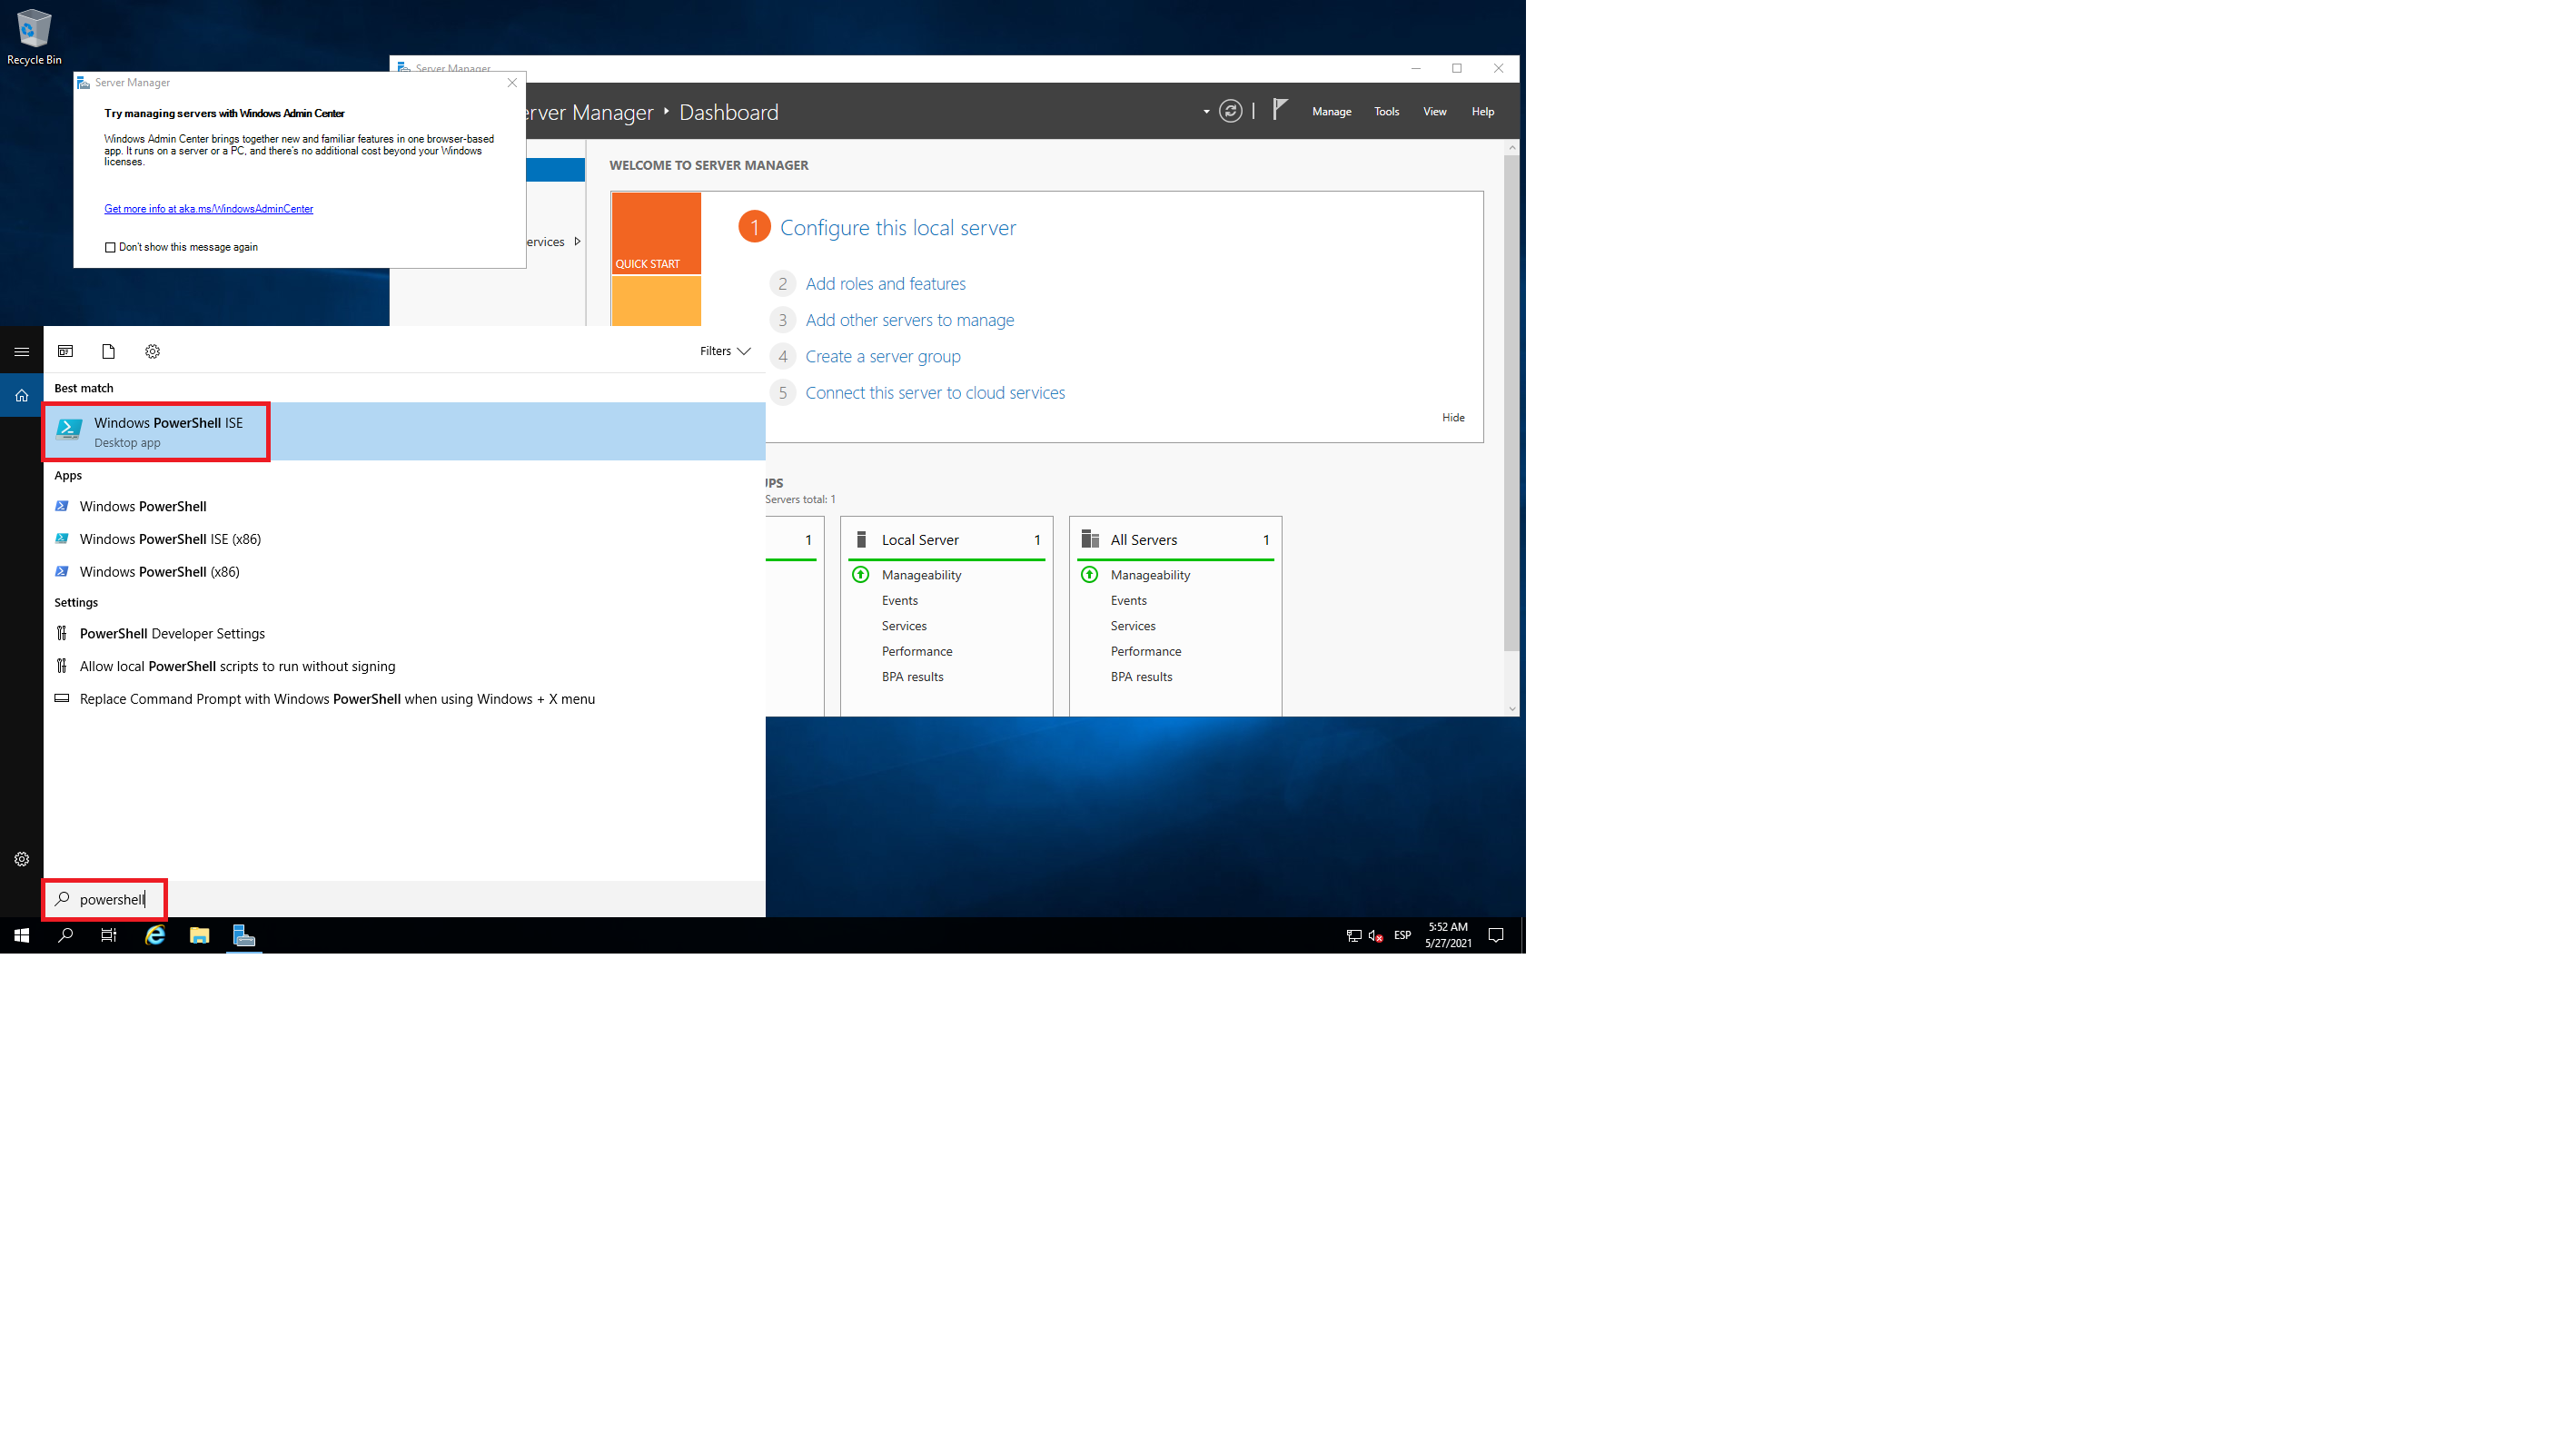 Recycle Bin
Server Manager
Server Manager
Try managing servers with Windows Admin Center
Windows Admin Center brings together new and familiar features in one browser-based
app. It runs on a server or a PC, and there's no additional cost beyond your Windows
licenses.
Get more info at aka.ms/WindowsAdminCenter
Don't show this message again
erver Manager • Dashboard
Manage Tools View Help
ervices
WELCOME TO SERVER MANAGER
QUICK START
1 Configure this local server
2 Add roles and features
3 Add other servers to manage
4 Create a server group
5 Connect this server to cloud services
Hide
UPS
Servers total: 1
1
Local Server 1
Manageability
Events
Services
Performance
BPA results
All Servers 1
Manageability
Events
Services
Performance
BPA results
Filters
Best match
Windows PowerShell ISE
Desktop app
Apps
Windows PowerShell
Windows PowerShell ISE (x86)
Windows PowerShell (x86)
Settings
PowerShell Developer Settings
Allow local PowerShell scripts to run without signing
Replace Command Prompt with Windows PowerShell when using Windows + X menu
powershell
ESP
5:52 AM
5/27/2021